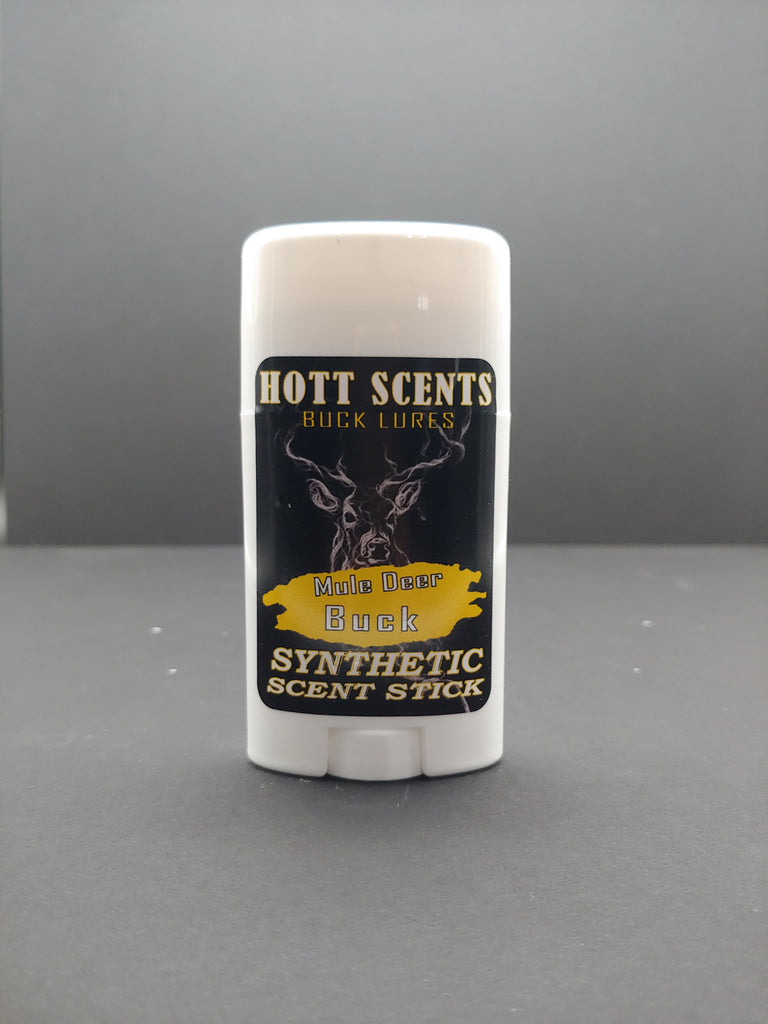 HOTT SCENTS
BUCK LURES
Mule Deer
Buck
SYNTHETIC
SCENT STICK